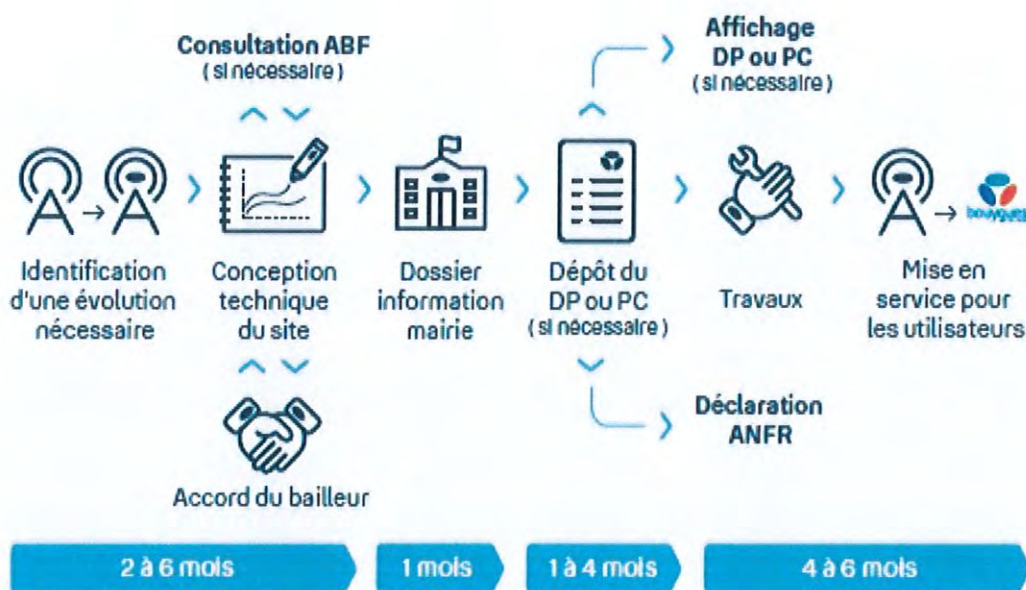 Consultation ABF
(si nécessaire)
Affichage
DP ou PC
(si nécessaire)
bouygues
Identification
d'une évolution
nécessaire
Conception
technique
du site
Dossier
information
mairie
Dépôt du
DP ou PC
(si nécessaire)
Travaux
Mise en
service pour
les utilisateurs
Déclaration
ANFR
Accord du bailleur
2 à 6 mois
1 mois
1 à 4 mois
4 à 6 mois